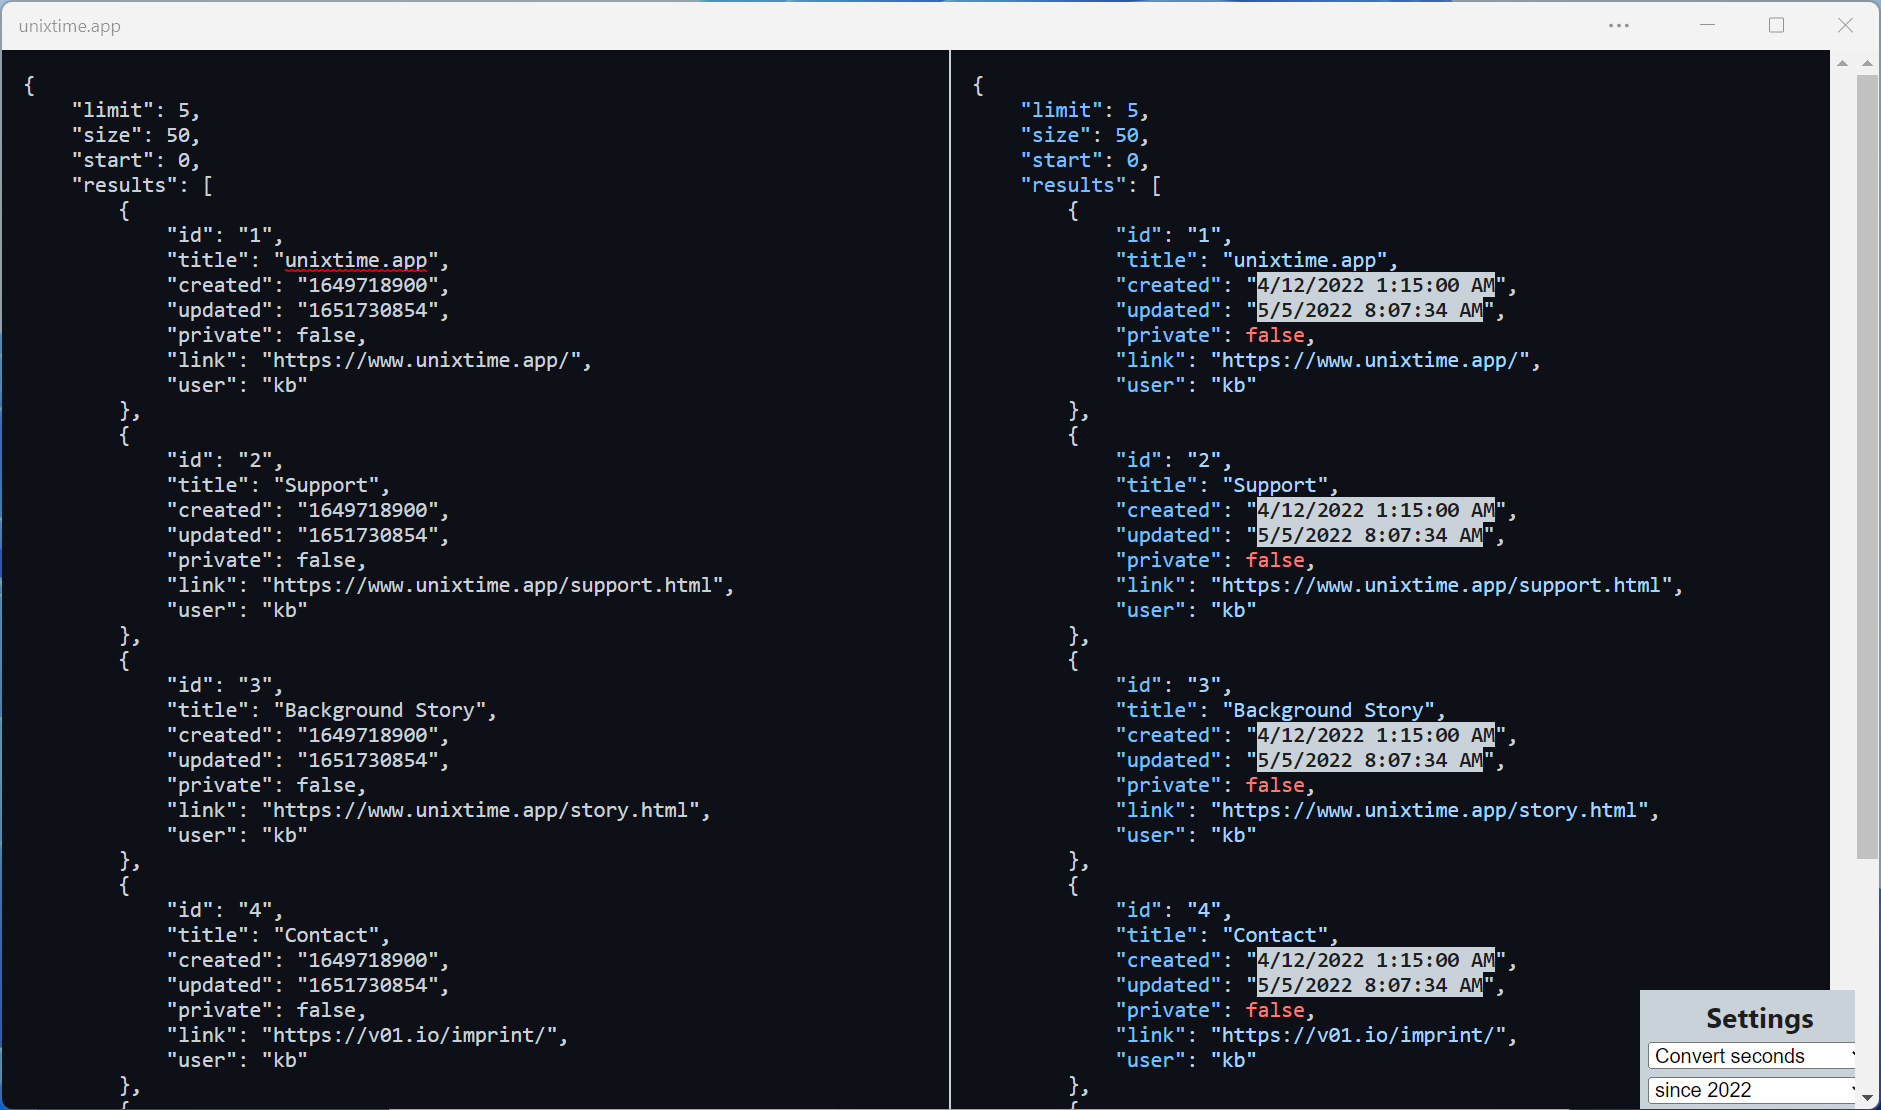 unixtime.app
{
    "limit": 5,
    "size": 50,
    "start": 0,
    "results": [
        {
            "id": "1",
            "title": "unixtime.app",
            "created": "1649718900",
            "updated": "1651730854",
            "private": false,
            "link": "https://www.unixtime.app/",
            "user": "kb"
        },
        {
            "id": "2",
            "title": "Support",
            "created": "1649718900",
            "updated": "1651730854",
            "private": false,
            "link": "https://www.unixtime.app/support.html",
            "user": "kb"
        },
        {
            "id": "3",
            "title": "Background Story",
            "created": "1649718900",
            "updated": "1651730854",
            "private": false,
            "link": "https://www.unixtime.app/story.html",
            "user": "kb"
        },
        {
            "id": "4",
            "title": "Contact",
            "created": "1649718900",
            "updated": "1651730854",
            "private": false,
            "link": "https://v01.io/imprint/",
            "user": "kb"
        },
        {
{
    "limit": 5,
    "size": 50,
    "start": 0,
    "results": [
        {
            "id": "1",
            "title": "unixtime.app",
            "created": "4/12/2022 1:15:00 AM",
            "updated": "5/5/2022 8:07:34 AM",
            "private": false,
            "link": "https://www.unixtime.app/",
            "user": "kb"
        },
        {
            "id": "2",
            "title": "Support",
            "created": "4/12/2022 1:15:00 AM",
            "updated": "5/5/2022 8:07:34 AM",
            "private": false,
            "link": "https://www.unixtime.app/support.html",
            "user": "kb"
        },
        {
            "id": "3",
            "title": "Background Story",
            "created": "4/12/2022 1:15:00 AM",
            "updated": "5/5/2022 8:07:34 AM",
            "private": false,
            "link": "https://www.unixtime.app/story.html",
            "user": "kb"
        },
        {
            "id": "4",
            "title": "Contact",
            "created": "4/12/2022 1:15:00 AM",
            "updated": "5/5/2022 8:07:34 AM",
            "private": false,
            "link": "https://v01.io/imprint/",
            "user": "kb"
        },
        {
Settings
Convert seconds
since 2022